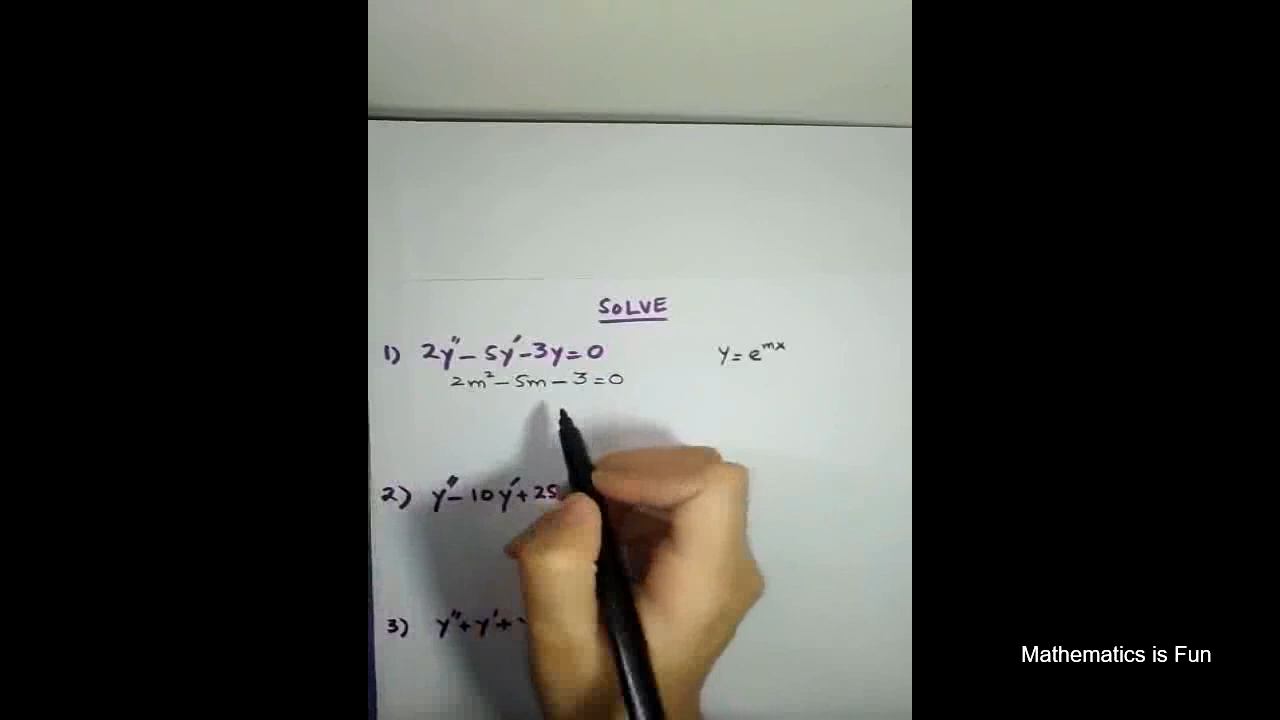 SOLVE
1) 2y''- 5y'-3y=0
y=e^mx
2m²-5m-3=0
2) y''-10y'+25
3) y''+y'+
Mathematics is Fun